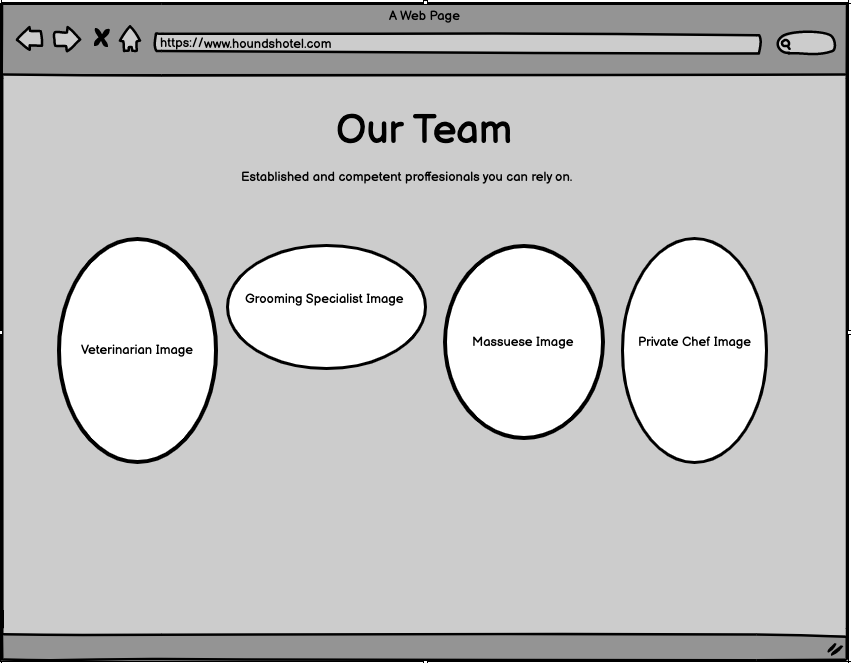 A Web Page
https://www.houndshotel.com
Our Team
Established and competent proffesionals you can rely on.
Veterinarian Image
Grooming Specialist Image
Massuese Image
Private Chef Image